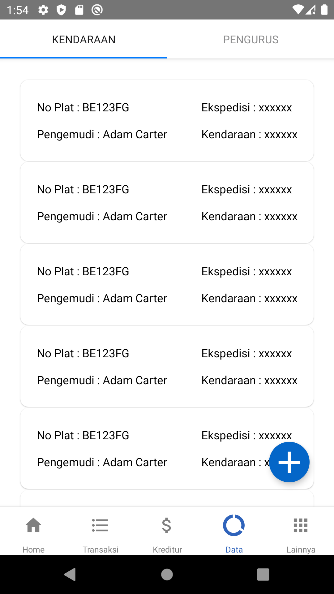 1:54
KENDARAAN PENGURUS
No Plat : BE123FG Ekspedisi : xxxxxx
Pengemudi : Adam Carter Kendaraan : xxxxxx
No Plat : BE123FG Ekspedisi : xxxxxx
Pengemudi : Adam Carter Kendaraan : xxxxxx
No Plat : BE123FG Ekspedisi : xxxxxx
Pengemudi : Adam Carter Kendaraan : xxxxxx
No Plat : BE123FG Ekspedisi : xxxxxx
Pengemudi : Adam Carter Kendaraan : xxxxxx
No Plat : BE123FG Ekspedisi : xxxxxx
Pengemudi : Adam Carter Kendaraan :
Home Transaksi Kreditur Data Lainnya